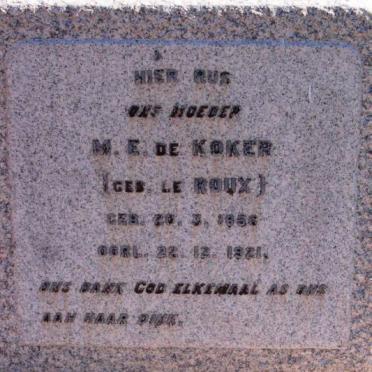 HIER RUS
ONS MOEDER
M. E. DE KOKER
(GEB. LE ROUX)
GEB. 20. 3. 1856
OORL. 22. 12. 1921.
ONS DANK GOD ELKEMAAL AS ONS
AAN HAAR DINK.